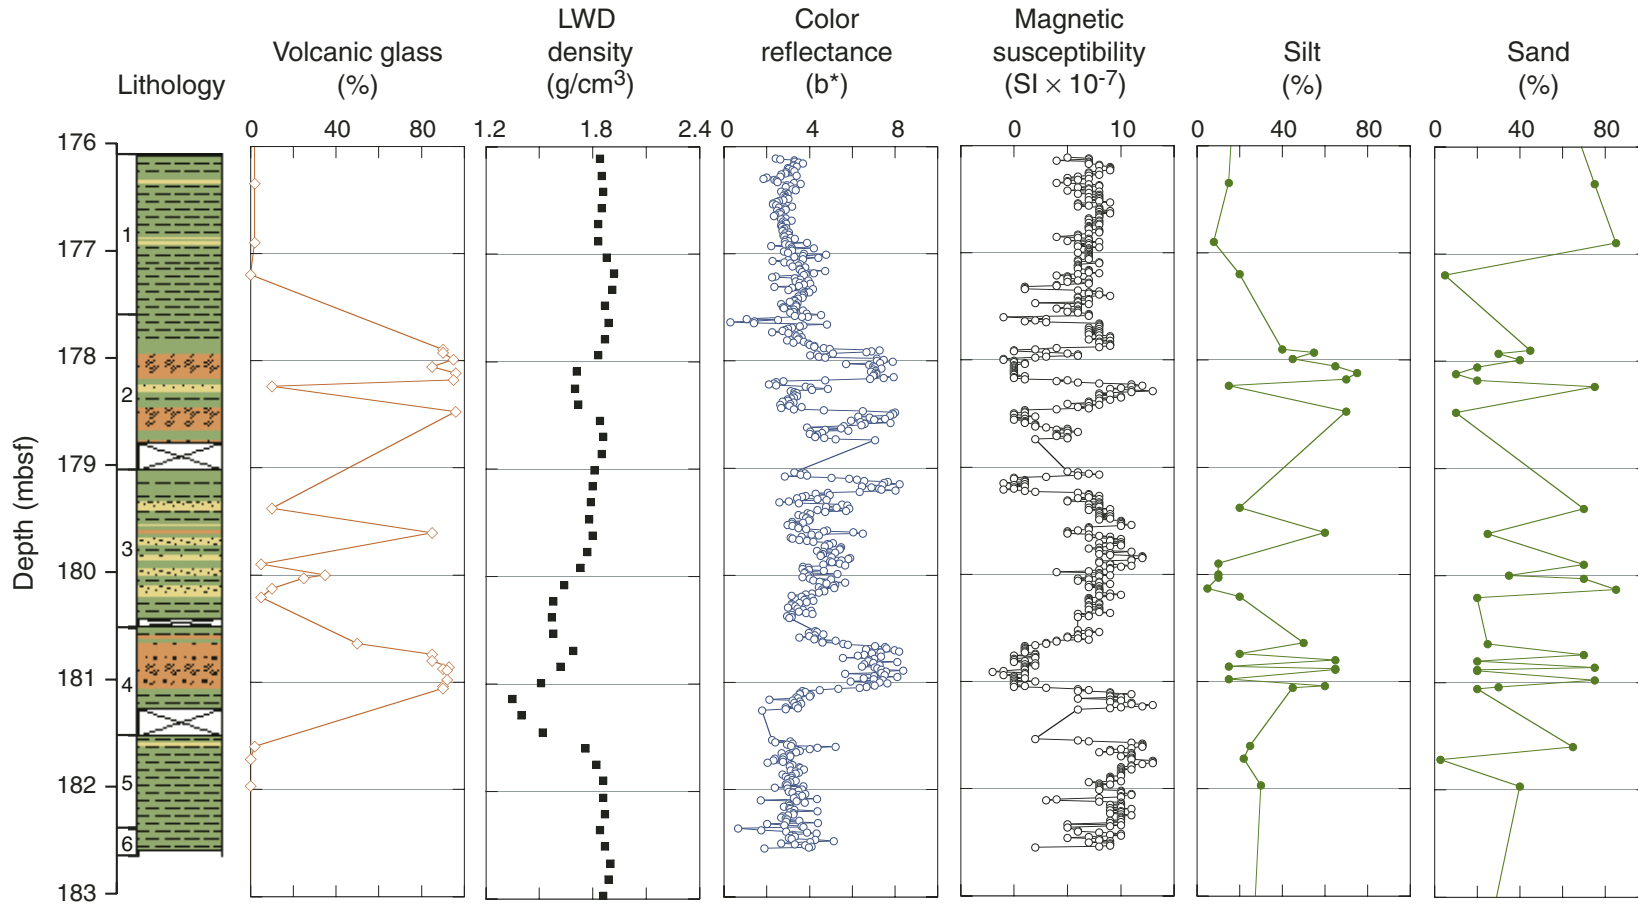 Lithology
Volcanic glass
(%)
LWD
density
(g/cm3)
Color
reflectance
(b*)
Magnetic
susceptibility
(SI × 10-7)
Silt
(%)
Sand
(%)
0 40 80
1.2 1.8 2.4
0 4 8
0 10
0 40 80
0 40 80
Depth (mbsf)
176
177
178
179
180
181
182
183
1
2
3
4
5
6